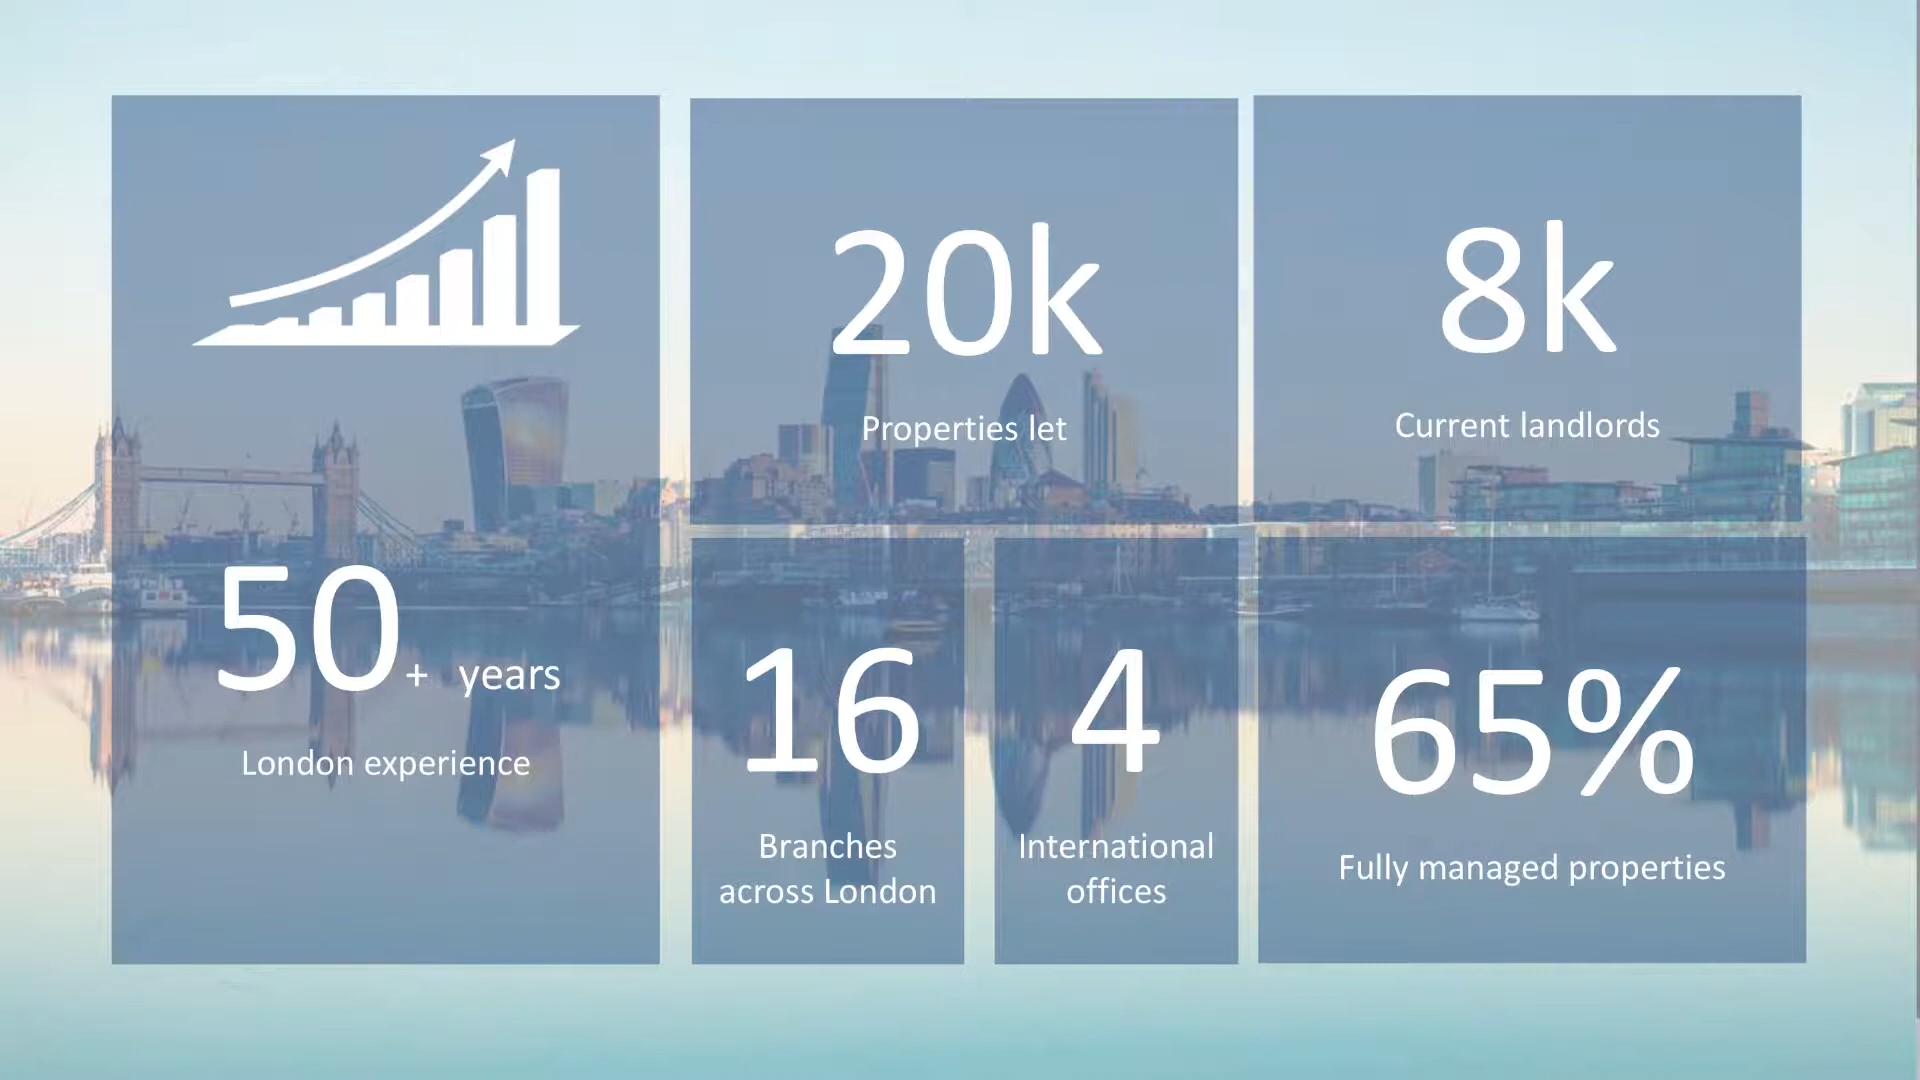 50+ years
London experience
20k
Properties let
8k
Current landlords
16
Branches
across London
4
International
offices
65%
Fully managed properties